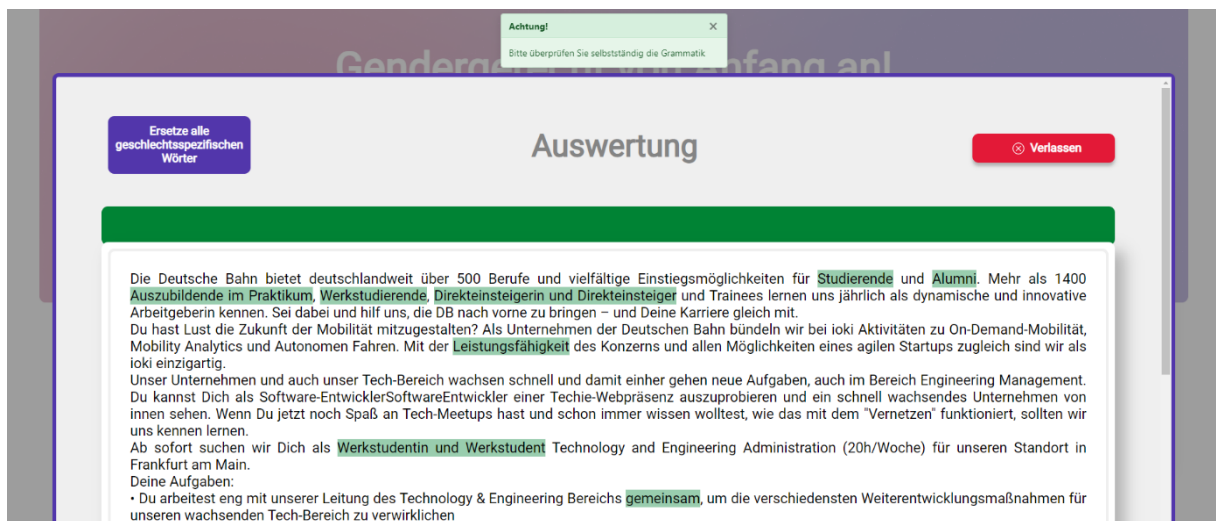 Achtung!
Bitte überprüfen Sie selbstständig die Grammatik
Gendergerecht von Anfang an!
Ersetze alle
geschlechtsspezifischen
Wörter
Auswertung
Verlassen
Die Deutsche Bahn bietet deutschlandweit über 500 Berufe und vielfältige Einstiegsmöglichkeiten für Studierende und Alumni. Mehr als 1400
Auszubildende im Praktikum, Werkstudierende, Direkteinsteigerin und Direkteinsteiger und Trainees lernen uns jährlich als dynamische und innovative
Arbeitgeberin kennen. Sei dabei und hilf uns, die DB nach vorne zu bringen – und Deine Karriere gleich mit.
Du hast Lust die Zukunft der Mobilität mitzugestalten? Als Unternehmen der Deutschen Bahn bündeln wir bei ioki Aktivitäten zu On-Demand-Mobilität,
Mobility Analytics und Autonomen Fahren. Mit der Leistungsfähigkeit des Konzerns und allen Möglichkeiten eines agilen Startups zugleich sind wir als
ioki einzigartig.
Unser Unternehmen und auch unser Tech-Bereich wachsen schnell und damit einher gehen neue Aufgaben, auch im Bereich Engineering Management.
Du kannst Dich als Software-EntwicklerSoftwareEntwickler einer Techie-Webpräsenz auszuprobieren und ein schnell wachsendes Unternehmen von
innen sehen. Wenn Du jetzt noch Spaß an Tech-Meetups hast und schon immer wissen wolltest, wie das mit dem "Vernetzen" funktioniert, sollten wir
uns kennen lernen.
Ab sofort suchen wir Dich als Werkstudentin und Werkstudent Technology and Engineering Administration (20h/Woche) für unseren Standort in
Frankfurt am Main.
Deine Aufgaben:
• Du arbeitest eng mit unserer Leitung des Technology & Engineering Bereichs gemeinsam, um die verschiedensten Weiterentwicklungsmaßnahmen für
unseren wachsenden Tech-Bereich zu verwirklichen